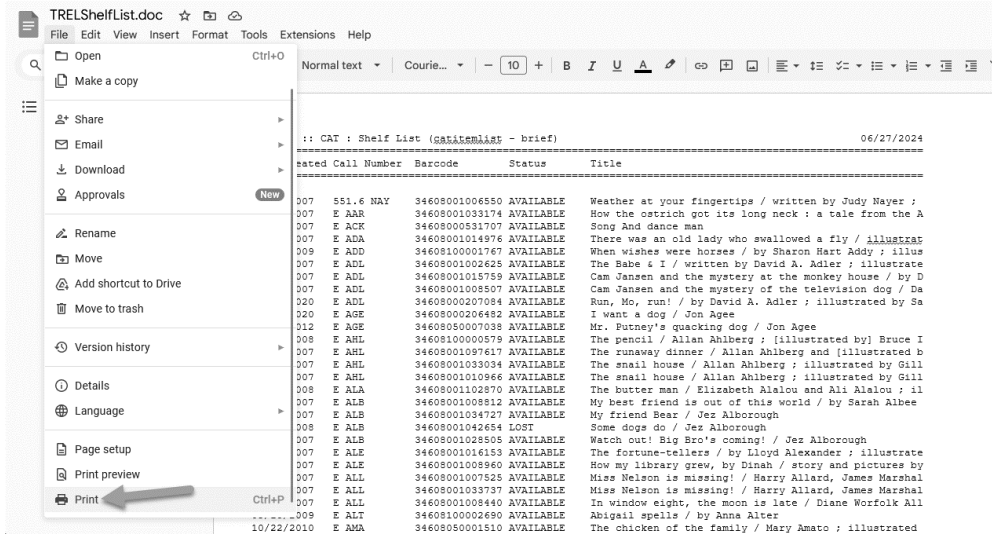 TRELShelfList.doc
File Edit View Insert Format Tools Extensions Help
Normal text Courie... 10 B I U A
Open Ctrl+O
Make a copy
Share
Email
Download
Approvals New
Rename
Move
Add shortcut to Drive
Move to trash
Version history
Details
Language
Page setup
Print preview
Print Ctrl+P
:: CAT : Shelf List (catitemlist - brief) 06/27/2024
eated Call Number Barcode Status Title
007 551.6 NAY 34608001006550 AVAILABLE Weather at your fingertips / written by Judy Nayer ;
007 E AAR 34608001033174 AVAILABLE How the ostrich got its long neck : a tale from the A
007 E ACK 34608000531707 AVAILABLE Song And dance man
007 E ADA 34608001014976 AVAILABLE There was an old lady who swallowed a fly / illustrat
009 E ADD 34608100001767 AVAILABLE When wishes were horses / by Sharon Hart Addy ; illus
007 E ADL 34608001002625 AVAILABLE The Babe & I / written by David A. Adler ; illustrate
007 E ADL 34608001015759 AVAILABLE Cam Jansen and the mystery at the monkey house / by D
007 E ADL 34608001008507 AVAILABLE Cam Jansen and the mystery of the television dog / Da
020 E ADL 34608000207084 AVAILABLE Run, Mo, run! / by David A. Adler ; illustrated by Sa
020 E AGE 34608000206482 AVAILABLE I want a dog / Jon Agee
012 E AGE 34608050007038 AVAILABLE Mr. Putney's quacking dog / Jon Agee
008 E AHL 34608100000579 AVAILABLE The pencil / Allan Ahlberg ; [illustrated by] Bruce I
007 E AHL 34608001097617 AVAILABLE The runaway dinner / Allan Ahlberg and [illustrated b
007 E AHL 34608001033034 AVAILABLE The snail house / Allan Ahlberg ; illustrated by Gill
007 E AHL 34608001010966 AVAILABLE The snail house / Allan Ahlberg ; illustrated by Gill
008 E ALA 34608001102870 AVAILABLE The butter man / Elizabeth Alalou and Ali Alalou ; il
007 E ALB 34608001008812 AVAILABLE My best friend is out of this world / by Sarah Albee
007 E ALB 34608001034727 AVAILABLE My friend Bear / Jez Alborough
008 E ALB 34608001042654 LOST Some dogs do / Jez Alborough
007 E ALB 34608001028505 AVAILABLE Watch out! Big Bro's coming! / Jez Alborough
007 E ALE 34608001016153 AVAILABLE The fortune-tellers / by Lloyd Alexander ; illustrate
007 E ALE 34608001008960 AVAILABLE How my library grew, by Dinah / story and pictures by
007 E ALL 34608001007525 AVAILABLE Miss Nelson is missing! / Harry Allard, James Marshal
007 E ALL 34608001033737 AVAILABLE Miss Nelson is missing! / Harry Allard, James Marshal
007 E ALL 34608001008440 AVAILABLE In window eight, the moon is late / Diane Worfolk All
009 E ALT 34608100002690 AVAILABLE Abigail spells / by Anna Alter
10/22/2010 E AMA 34608050001510 AVAILABLE The chicken of the family / Mary Amato ; illustrated